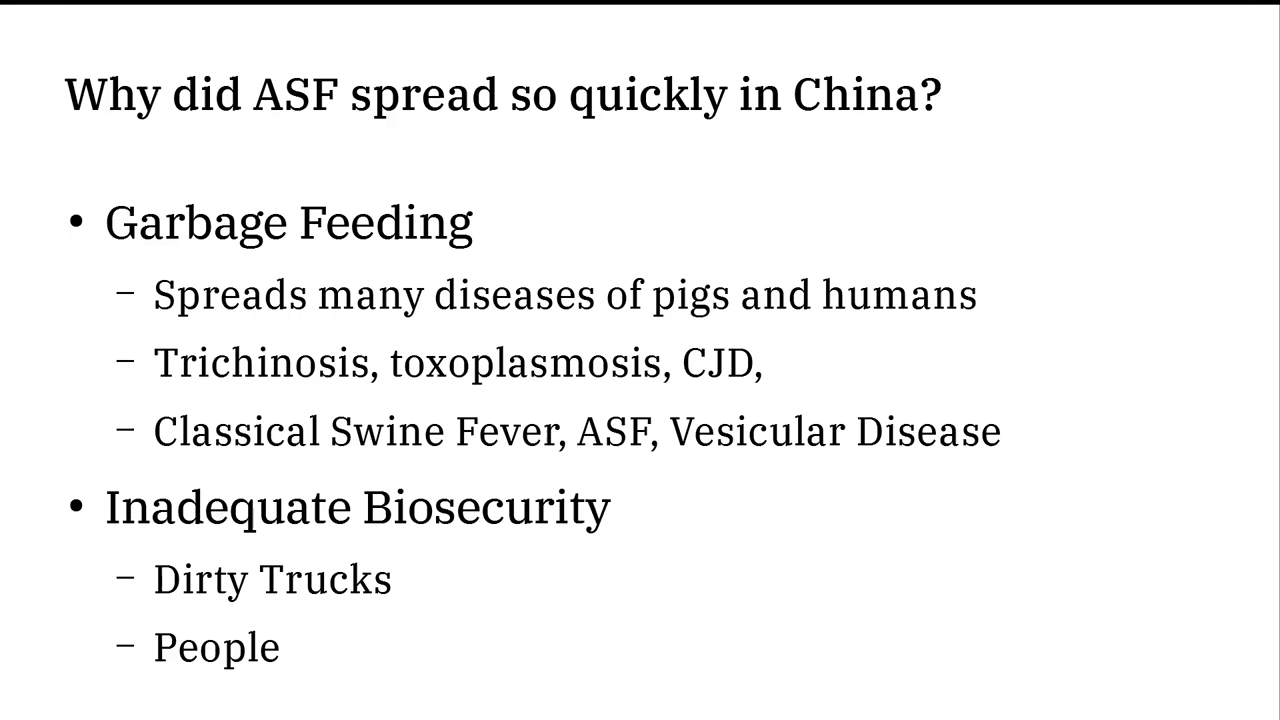 Why did ASF spread so quickly in China?
• Garbage Feeding
– Spreads many diseases of pigs and humans
– Trichinosis, toxoplasmosis, CJD,
– Classical Swine Fever, ASF, Vesicular Disease
• Inadequate Biosecurity
– Dirty Trucks
– People